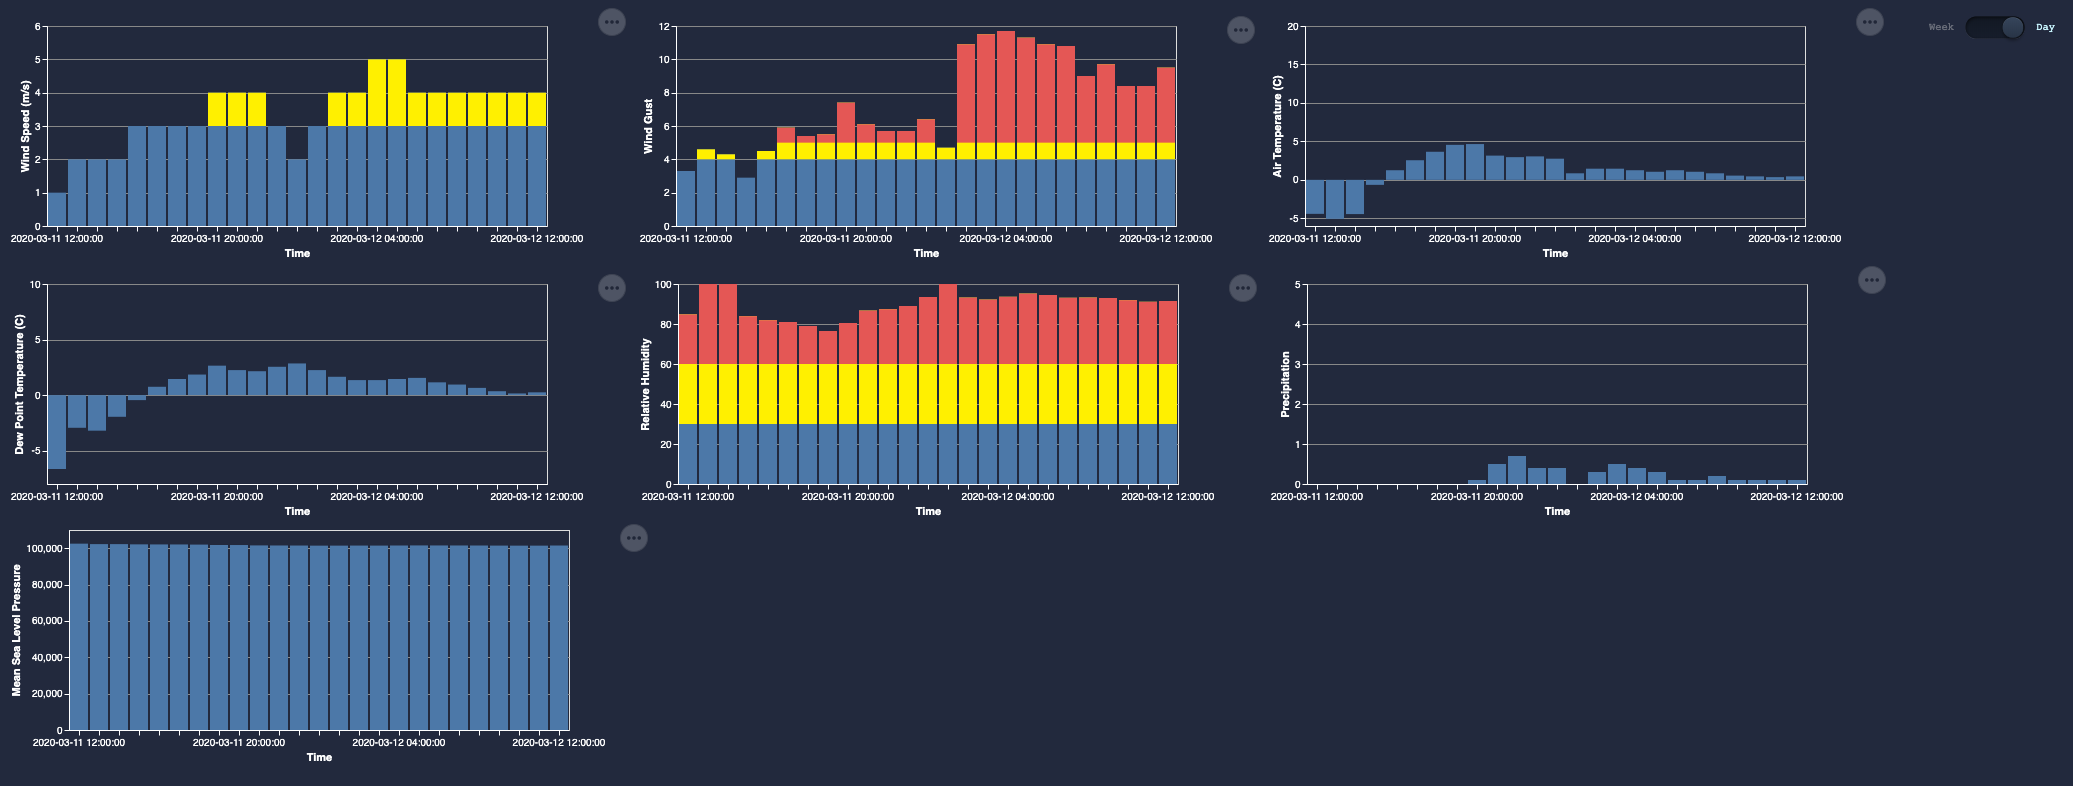 Week Day
6
5
4
3
2
1
0
Wind Speed (m/s)
2020-03-11 12:00:00 2020-03-11 20:00:00 2020-03-12 04:00:00 2020-03-12 12:00:00
Time
12
10
8
6
4
2
0
Wind Gust
2020-03-11 12:00:00 2020-03-11 20:00:00 2020-03-12 04:00:00 2020-03-12 12:00:00
Time
20
15
10
5
0
-5
Air Temperature (C)
2020-03-11 12:00:00 2020-03-11 20:00:00 2020-03-12 04:00:00 2020-03-12 12:00:00
Time
10
5
0
-5
Dew Point Temperature (C)
2020-03-11 12:00:00 2020-03-11 20:00:00 2020-03-12 04:00:00 2020-03-12 12:00:00
Time
100
80
60
40
20
0
Relative Humidity
2020-03-11 12:00:00 2020-03-11 20:00:00 2020-03-12 04:00:00 2020-03-12 12:00:00
Time
5
4
3
2
1
0
Precipitation
2020-03-11 12:00:00 2020-03-11 20:00:00 2020-03-12 04:00:00 2020-03-12 12:00:00
Time
100,000
80,000
60,000
40,000
20,000
0
Mean Sea Level Pressure
2020-03-11 12:00:00 2020-03-11 20:00:00 2020-03-12 04:00:00 2020-03-12 12:00:00
Time